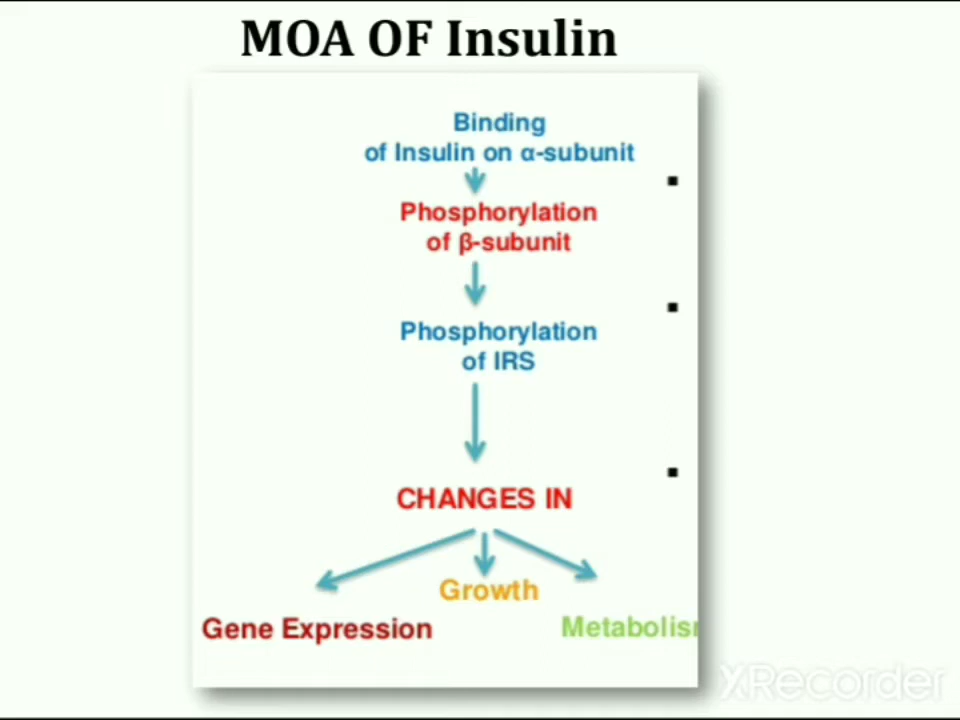 MOA OF Insulin
Binding
of Insulin on α-subunit
Phosphorylation
of β-subunit
Phosphorylation
of IRS
CHANGES IN
Growth
Gene Expression
Metabolisr
XRecorder